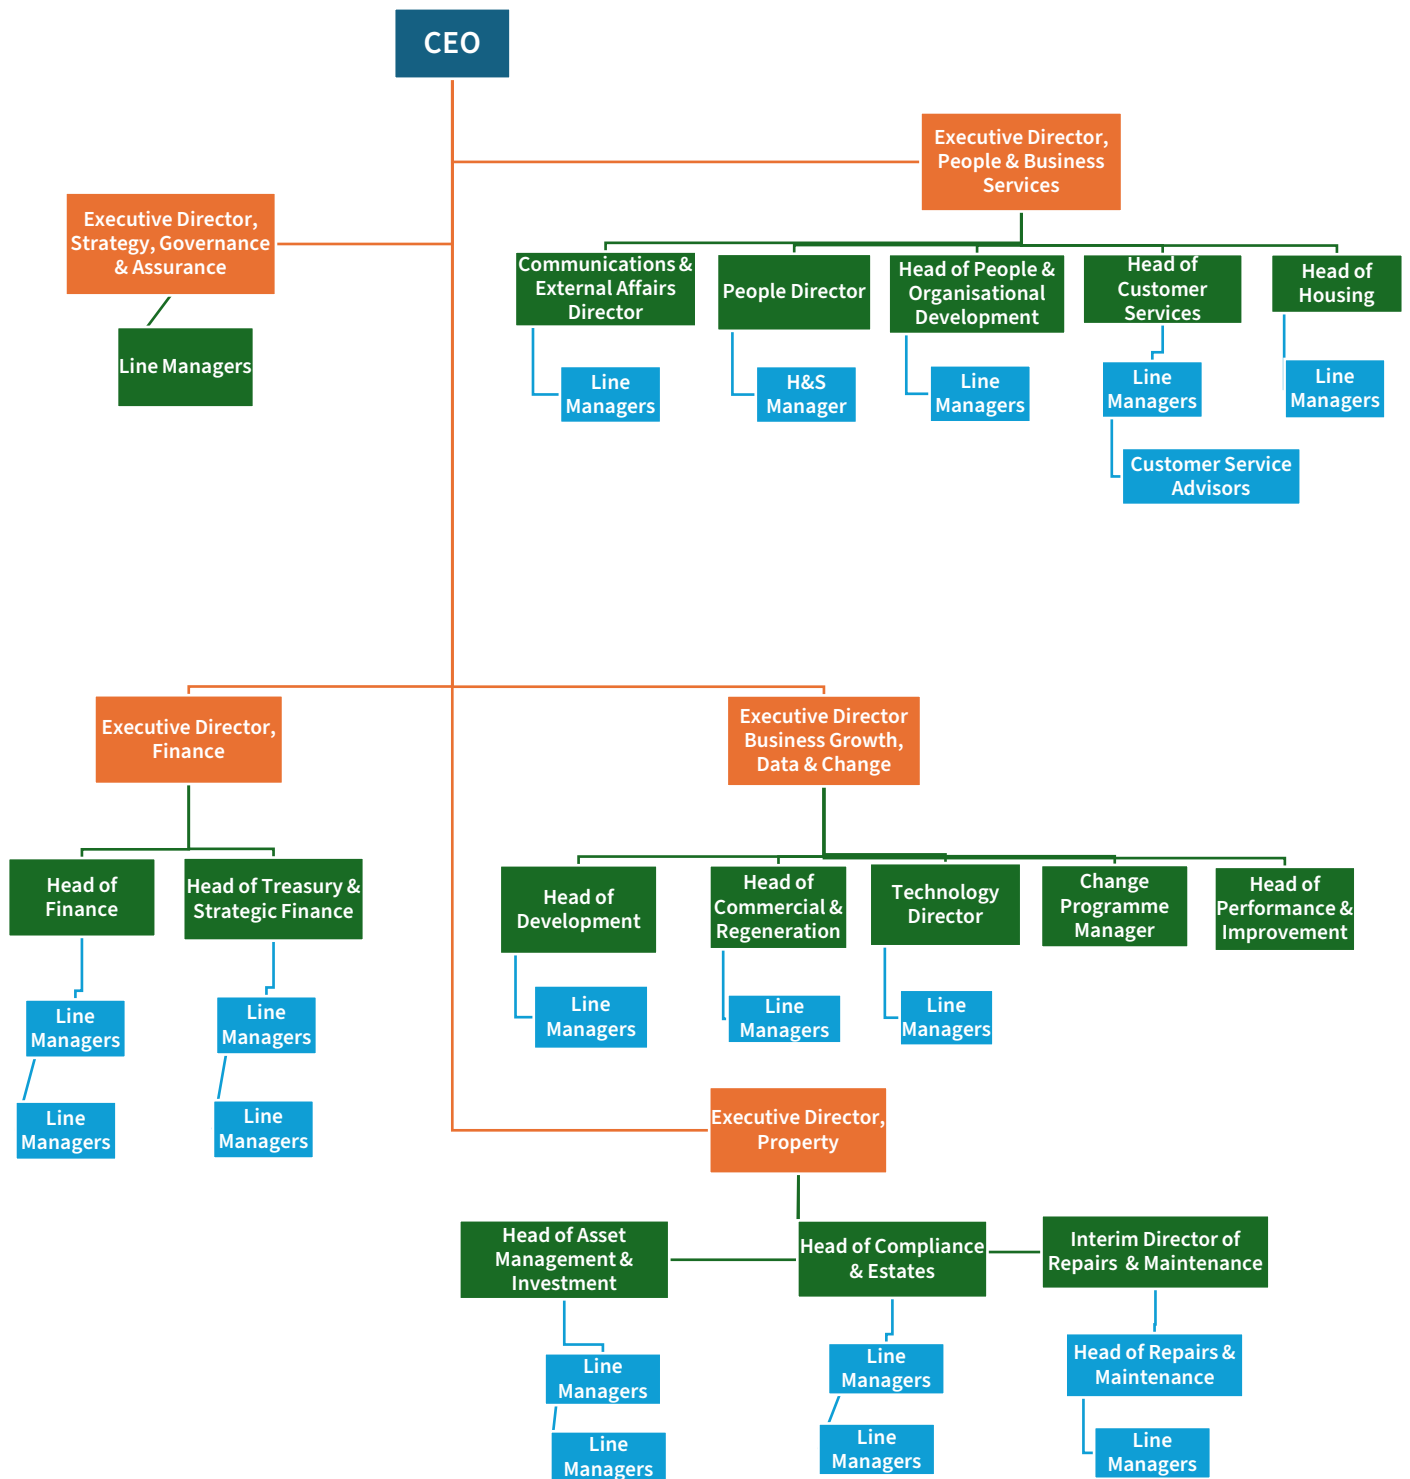 CEO
Executive Director,
People & Business
Services
Executive Director,
Strategy, Governance
& Assurance
Line Managers
Communications &
External Affairs
Director
People Director
Head of People &
Organisational
Development
Head of
Customer
Services
Head of
Housing
Line
Managers
H&S
Manager
Line
Managers
Line
Managers
Line
Managers
Customer Service
Advisors
Executive Director,
Finance
Executive Director
Business Growth,
Data & Change
Head of
Finance
Head of Treasury &
Strategic Finance
Head of
Development
Head of
Commercial &
Regeneration
Technology
Director
Change
Programme
Manager
Head of
Performance &
Improvement
Line
Managers
Line
Managers
Line
Managers
Line
Managers
Line
Managers
Line
Managers
Line
Managers
Executive Director,
Property
Head of Asset
Management &
Investment
Head of Compliance
& Estates
Interim Director of
Repairs & Maintenance
Line
Managers
Line
Managers
Head of Repairs &
Maintenance
Line
Managers
Line
Managers
Line
Managers